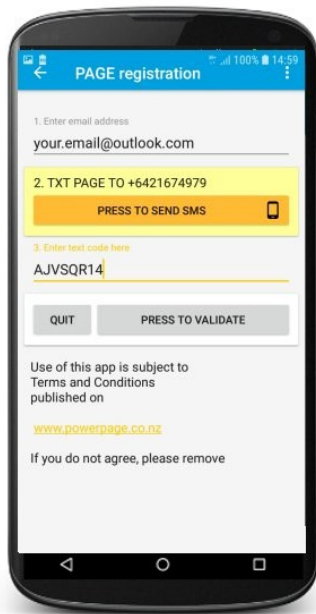 100% 14:59
PAGE registration
1. Enter email address
your.email@outlook.com
2. TXT PAGE TO +6421674979
PRESS TO SEND SMS
3. Enter text code here
AJVSQR14
QUIT PRESS TO VALIDATE
Use of this app is subject to
Terms and Conditions
published on
www.powerpage.co.nz
If you do not agree, please remove